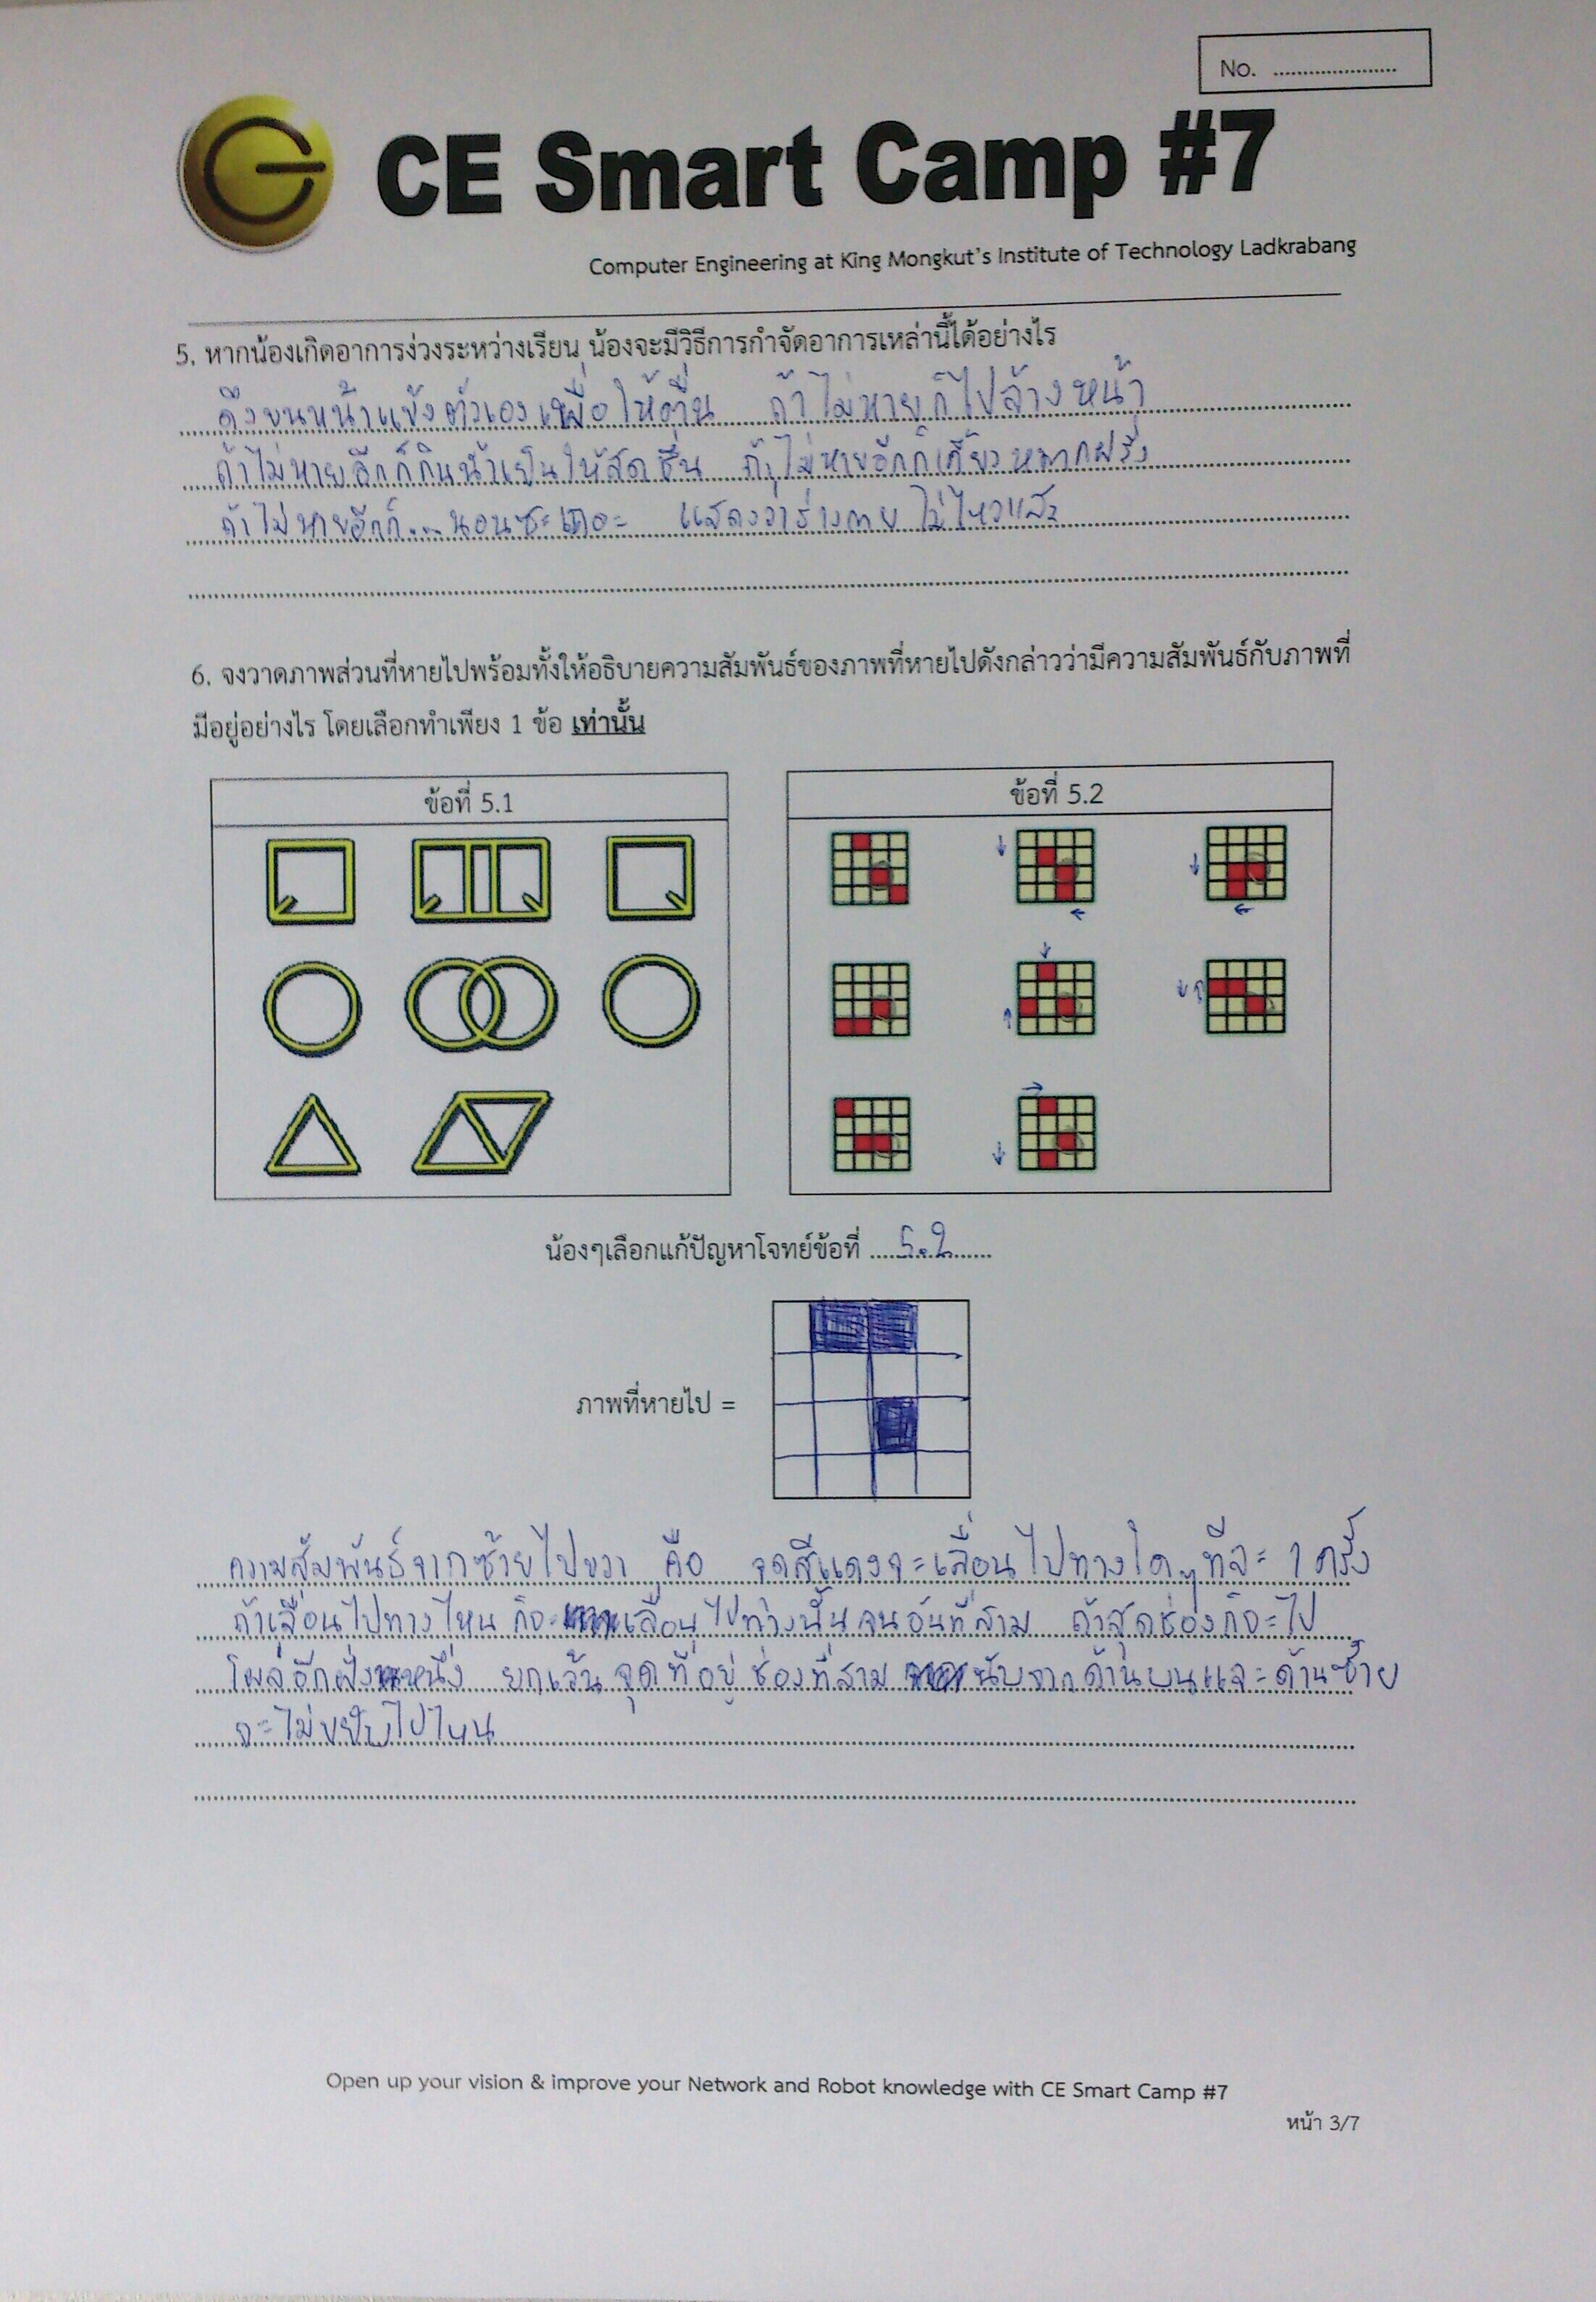 No. .....................
CE Smart Camp #7
Computer Engineering at King Mongkut's Institute of Technology Ladkrabang
5. หากน้องเกิดอาการง่วงระหว่างเรียน น้องจะมีวิธีการกำจัดอาการเหล่านี้ได้อย่างไร
ดึงขนหน้าแข้งตัวเองเพื่อให้ตื่น ถ้าไม่หายก็ไปล้างหน้า
ถ้าไม่หายอีกก็กินน้ำเย็นให้สดชื่น ถ้าไม่หายอีกก็เคี้ยวหมากฝรั่ง
ถ้าไม่หายอีกก็... นอนซะเถอะ แสดงว่าร่างกายไม่ไหวแล้ว
6. จงวาดภาพส่วนที่หายไปพร้อมทั้งให้อธิบายความสัมพันธ์ของภาพที่หายไปดังกล่าวว่ามีความสัมพันธ์กับภาพที่
มีอยู่อย่างไร โดยเลือกทำเพียง 1 ข้อ เท่านั้น
ข้อที่ 5.1 ข้อที่ 5.2
น้องๆเลือกแก้ปัญหาโจทย์ข้อที่ ....5.2......
ภาพที่หายไป =
ความสัมพันธ์จากซ้ายไปขวา คือ จุดสีแดงจะเลื่อนไปทางใดๆ ทีละ 1 ครั้ง
ถ้าเลื่อนไปทางไหน ก็จะเลื่อนไปทางนั้นจนอันที่สาม ถ้าสุดช่องก็จะไป
โผล่อีกฝั่งหนึ่ง ยกเว้น จุดที่อยู่ช่องที่สาม นับจากด้านบนและด้านซ้าย
จะไม่ขยับไปไหน
Open up your vision & improve your Network and Robot knowledge with CE Smart Camp #7
หน้า 3/7